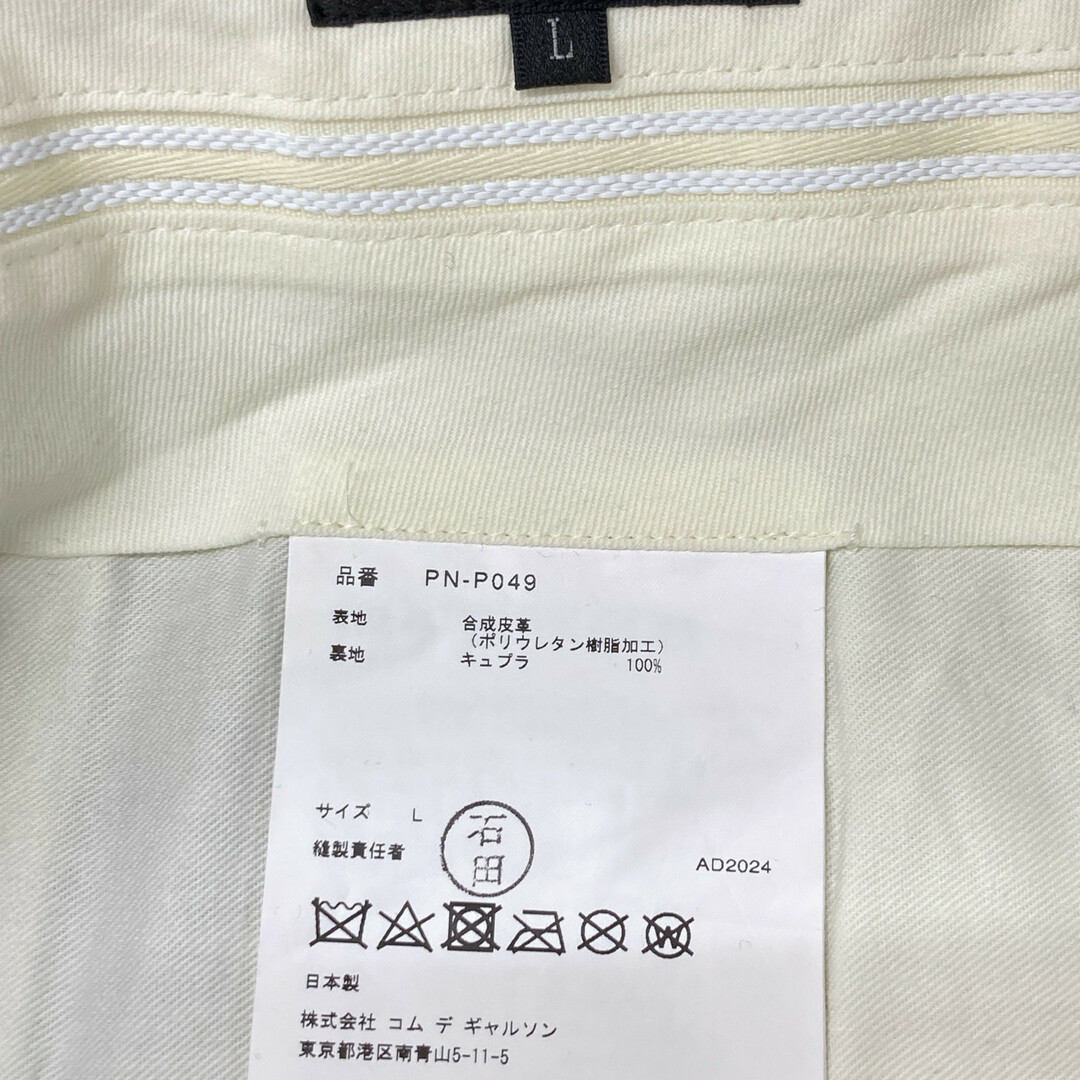 L
品番 PN-P049
表地 合成皮革
(ポリウレタン樹脂加工)
裏地 キュプラ 100%
サイズ L
縫製責任者 石田
AD2024
W
日本製
株式会社 コム デ ギャルソン
東京都港区南青山5-11-5